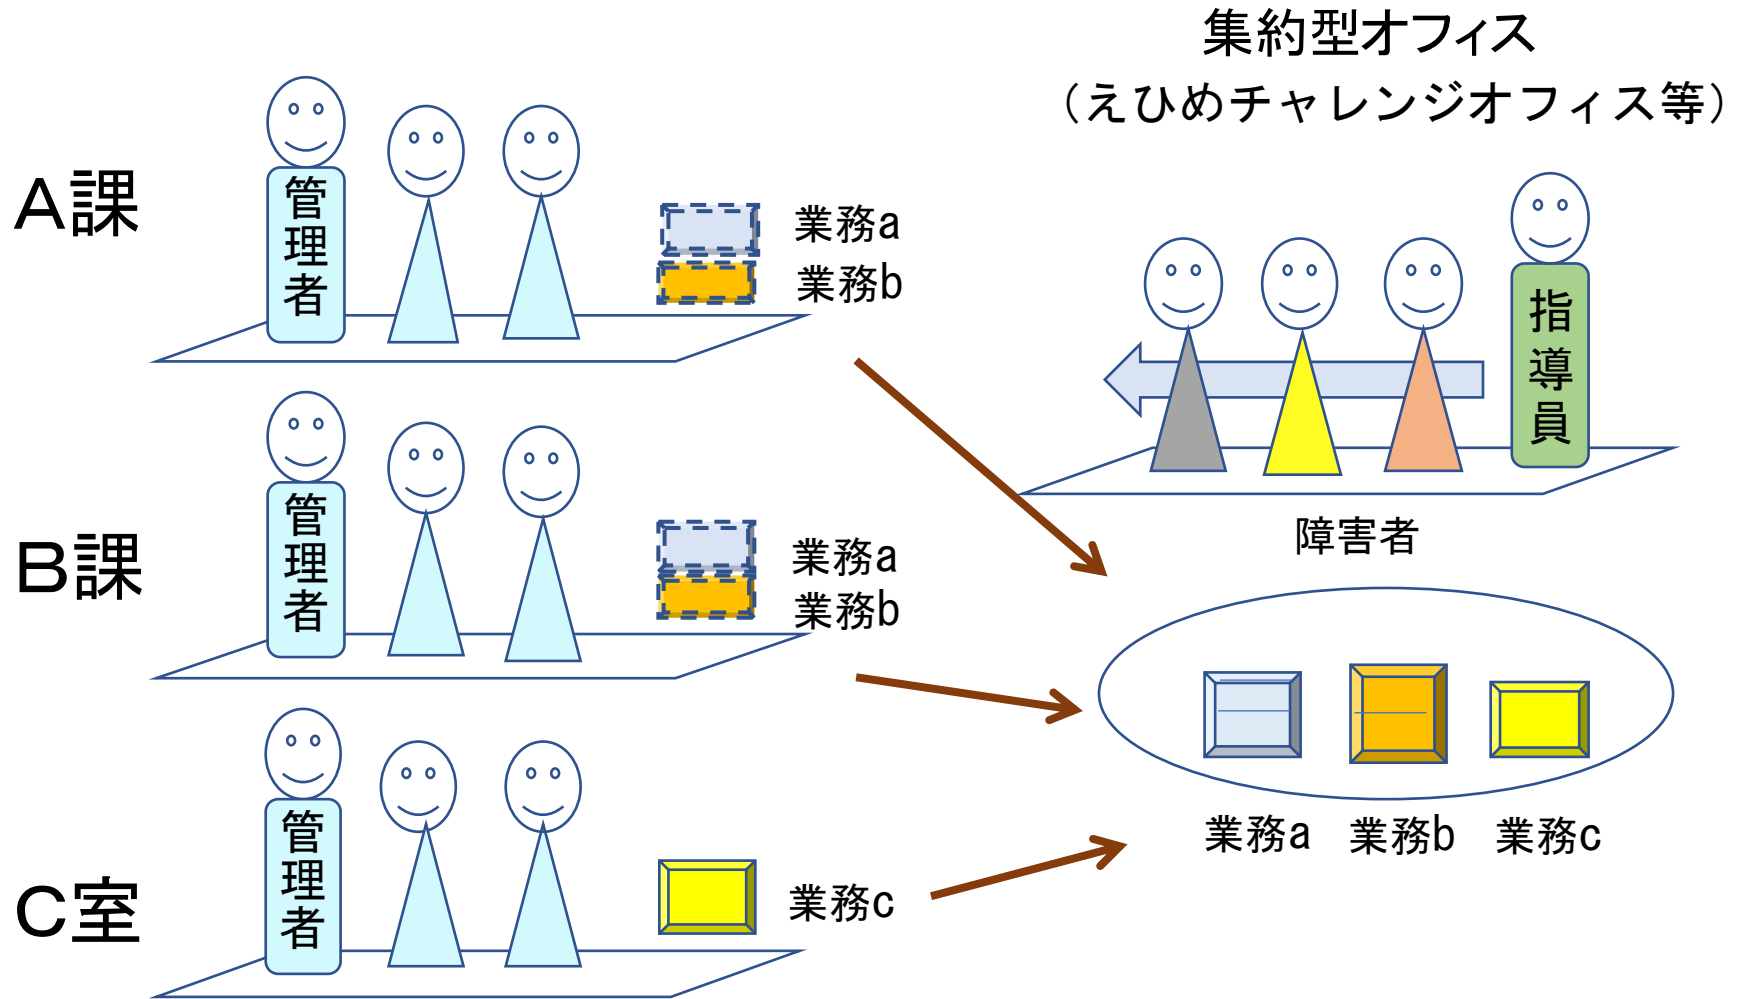 集約型オフィス
（えひめチャレンジオフィス等）
A課
管理者
業務a
業務b
指導員
障害者
B課
管理者
業務a
業務b
業務a
業務b
業務c
C室
管理者
業務c